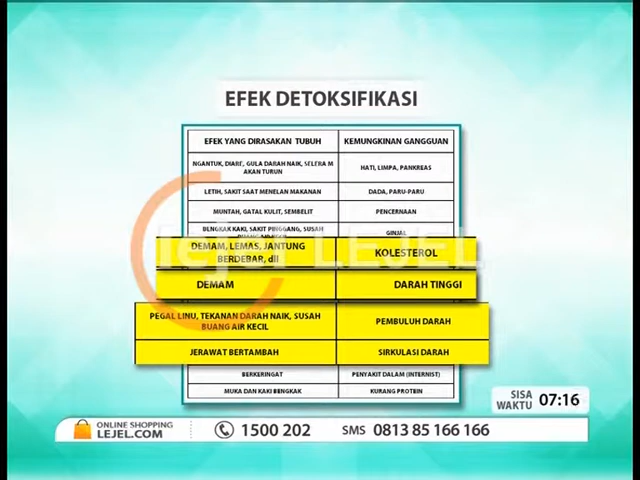 EFEK DETOKSIFIKASI
EFEK YANG DIRASAKAN TUBUH
KEMUNGKINAN GANGGUAN
NGANTUK, DIARE, GULA DARAH NAIK, SELERA M
AKAN TURUN
HATI, LIMPA, PANKREAS
LETIH, SAKIT SAAT MENELAN MAKANAN
DADA, PARU-PARU
MUNTAH, GATAL KULIT, SEMBELIT
PENCERNAAN
BENGKAK KAKI, SAKIT PINGGANG, SUSAH
GINJAL
DEMAM, LEMAS, JANTUNG
BERDEBAR, dll
KOLESTEROL
lejel LEJEL
DEMAM
DARAH TINGGI
PEGAL LINU, TEKANAN DARAH NAIK, SUSAH
BUANG AIR KECIL
PEMBULUH DARAH
JERAWAT BERTAMBAH
SIRKULASI DARAH
BERKERINGAT
PENYAKIT DALAM (INTERNIST)
MUKA DAN KAKI BENGKAK
KURANG PROTEIN
SISA
WAKTU
07:16
ONLINE SHOPPING
LEJEL.COM
1500 202
SMS 0813 85 166 166